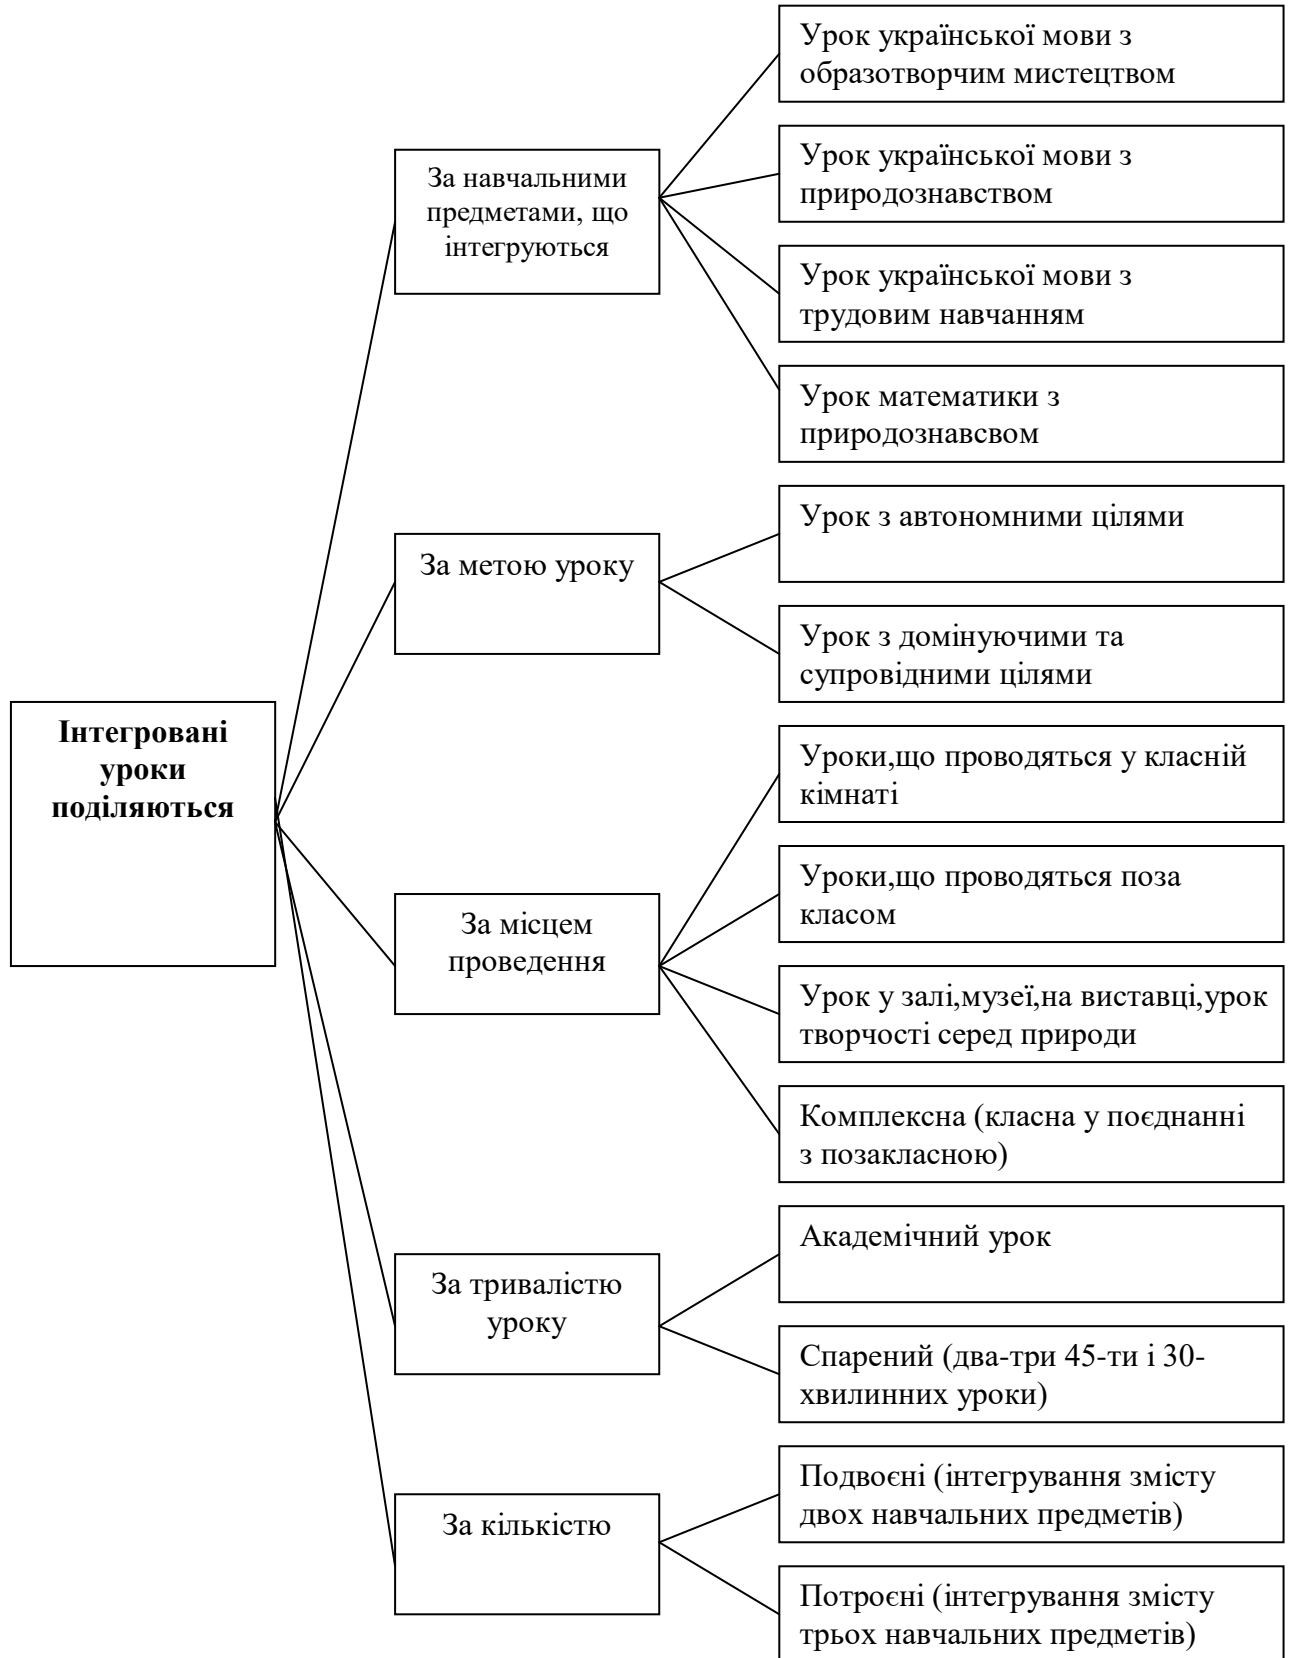 Інтегровані
уроки
поділяються
За навчальними
предметами, що
інтегруються
Урок української мови з
образотворчим мистецтвом
Урок української мови з
природознавством
Урок української мови з
трудовим навчанням
Урок математики з
природознавсвом
За метою уроку
Урок з автономними цілями
Урок з домінуючими та
супровідними цілями
За місцем
проведення
Уроки,що проводяться у класній
кімнаті
Уроки,що проводяться поза
класом
Урок у залі,музеї,на виставці,урок
творчості серед природи
Комплексна (класна у поєднанні
з позакласною)
За тривалістю
уроку
Академічний урок
Спарений (два-три 45-ти і 30-
хвилинних уроки)
За кількістю
Подвоєні (інтегрування змісту
двох навчальних предметів)
Потроєні (інтегрування змісту
трьох навчальних предметів)